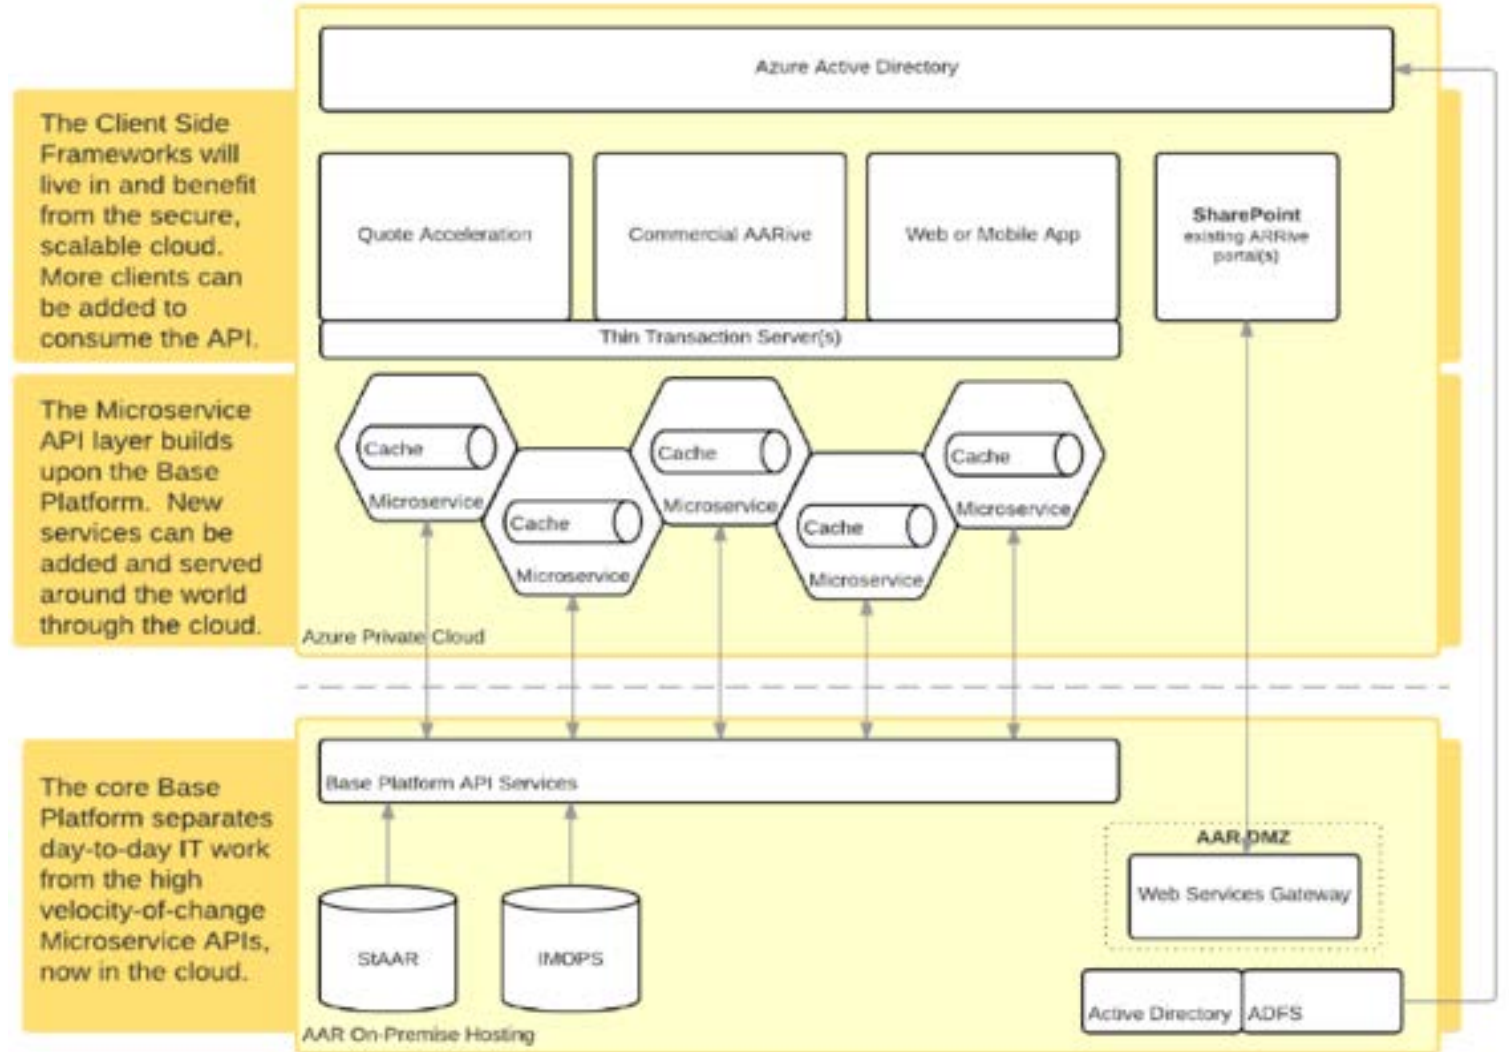 Azure Active Directory
The Client Side
Frameworks will
live in and benefit
from the secure,
scalable cloud.
More clients can
be added to
consume the API.
Quote Acceleration
Commercial AARive
Web or Mobile App
SharePoint
existing ARRive
portal(s)
Thin Transaction Server(s)
The Microservice
API layer builds
upon the Base
Platform. New
services can be
added and served
around the world
through the cloud.
Cache
Microservice
Cache
Microservice
Cache
Microservice
Cache
Microservice
Cache
Microservice
Azure Private Cloud
The core Base
Platform separates
day-to-day IT work
from the high
velocity-of-change
Microservice APIs,
now in the cloud.
Base Platform API Services
StAAR
IMOPS
AAR DMZ
Web Services Gateway
Active Directory
ADFS
AAR On-Premise Hosting